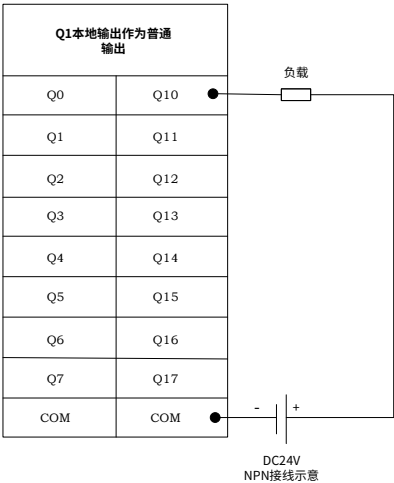 Q1本地输出作为普通
输出
负载
Q0 Q10
Q1 Q11
Q2 Q12
Q3 Q13
Q4 Q14
Q5 Q15
Q6 Q16
Q7 Q17
COM COM
- +
DC24V
NPN接线示意